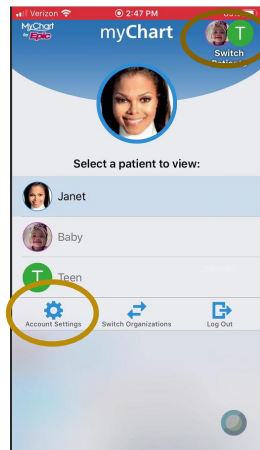 Verizon 2:47 PM
MyChart
by Epic
myChart
T
Switch
Select a patient to view:
Janet
Baby
T Teen
Account Settings Switch Organizations Log Out